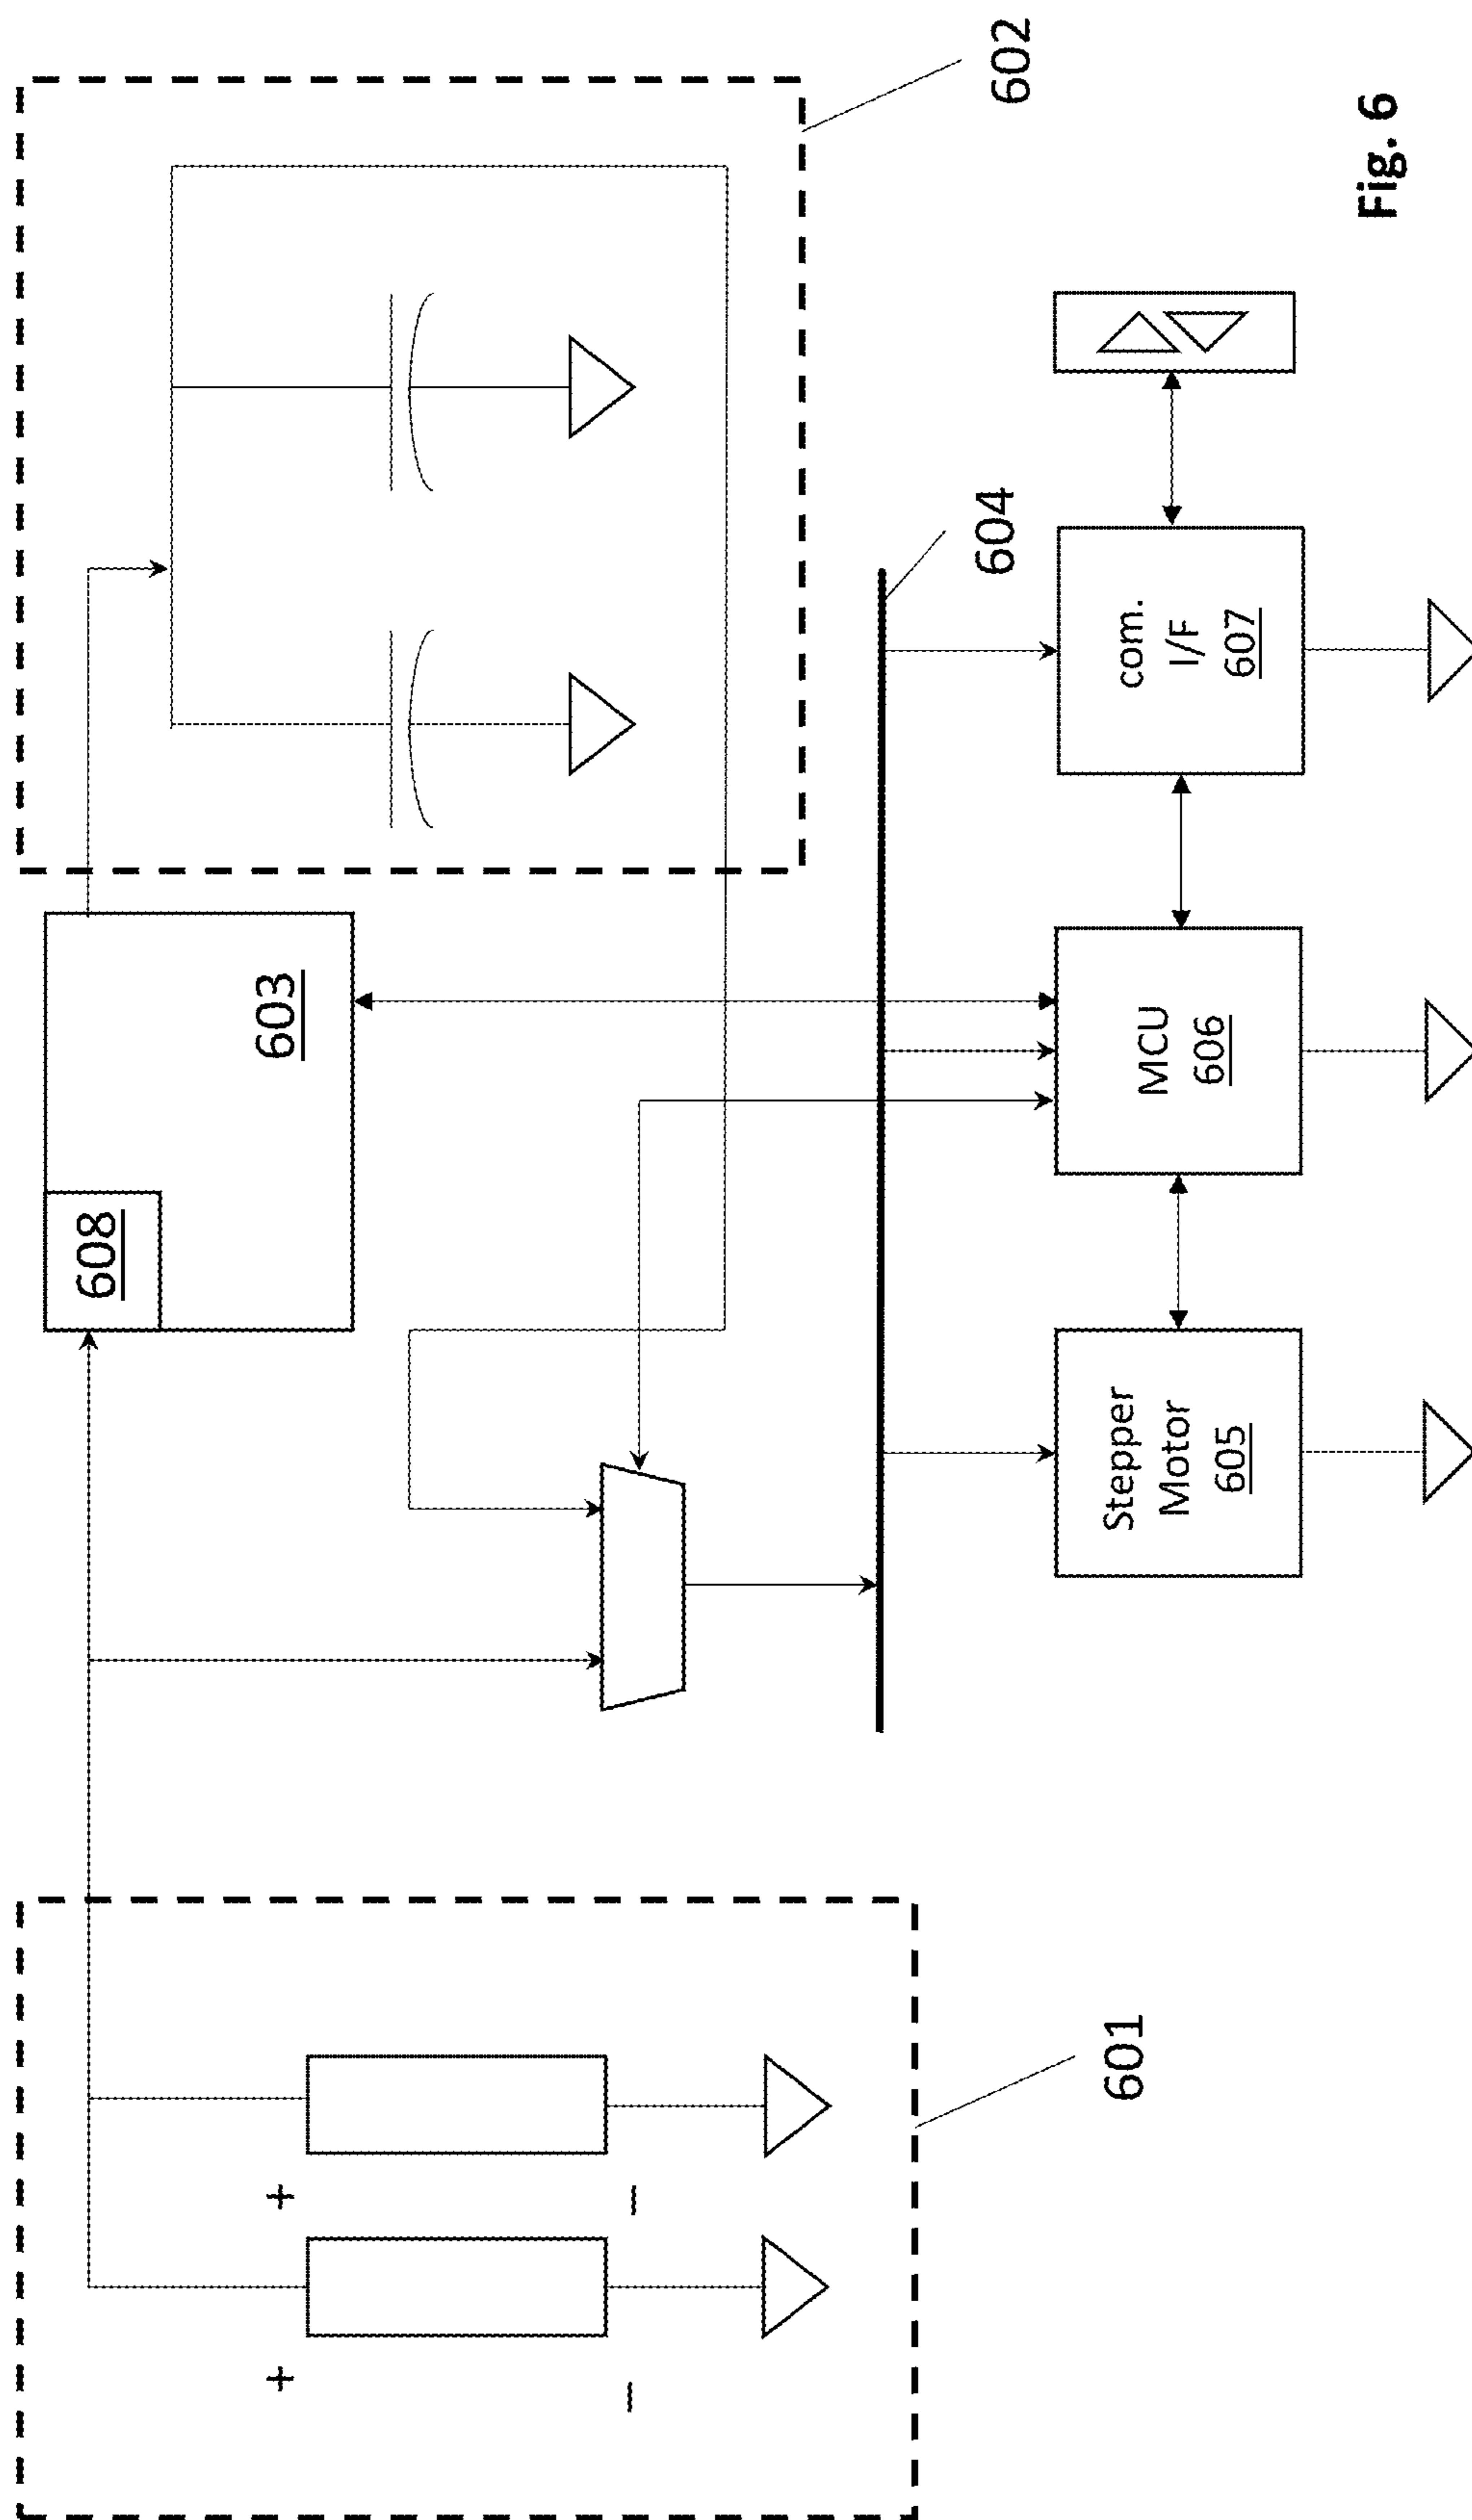 608
603
602
+
+
−
−
601
604
Stepper
Motor
605
MCU
606
com.
I/F
607
Fig. 6